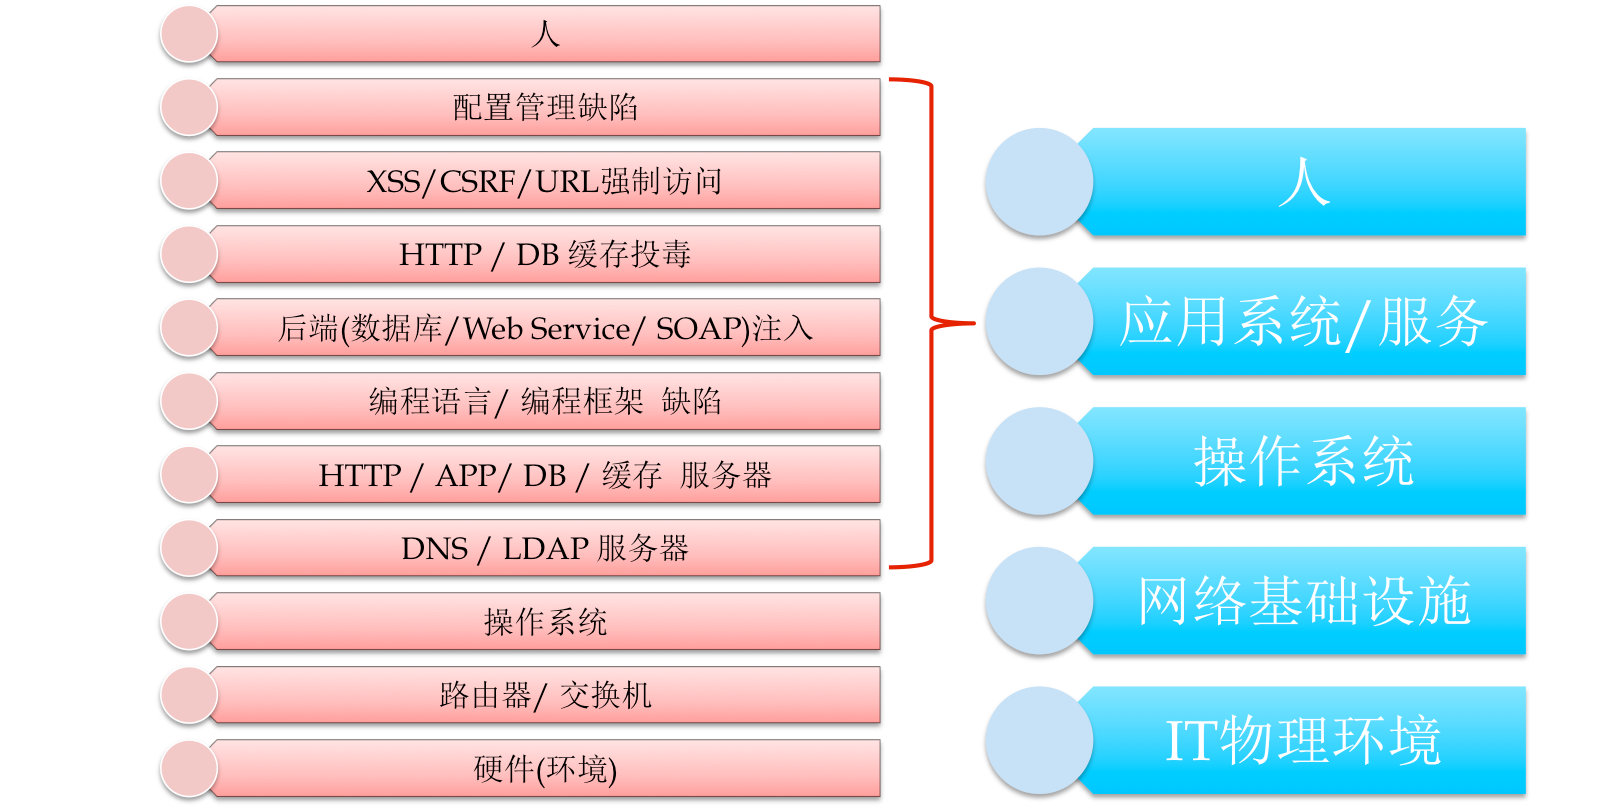 人
配置管理缺陷
XSS/CSRF/URL强制访问
HTTP / DB 缓存投毒
后端(数据库/Web Service/ SOAP)注入
编程语言/ 编程框架 缺陷
HTTP / APP/ DB / 缓存 服务器
DNS / LDAP 服务器
操作系统
路由器/ 交换机
硬件(环境)
人
应用系统/服务
操作系统
网络基础设施
IT物理环境